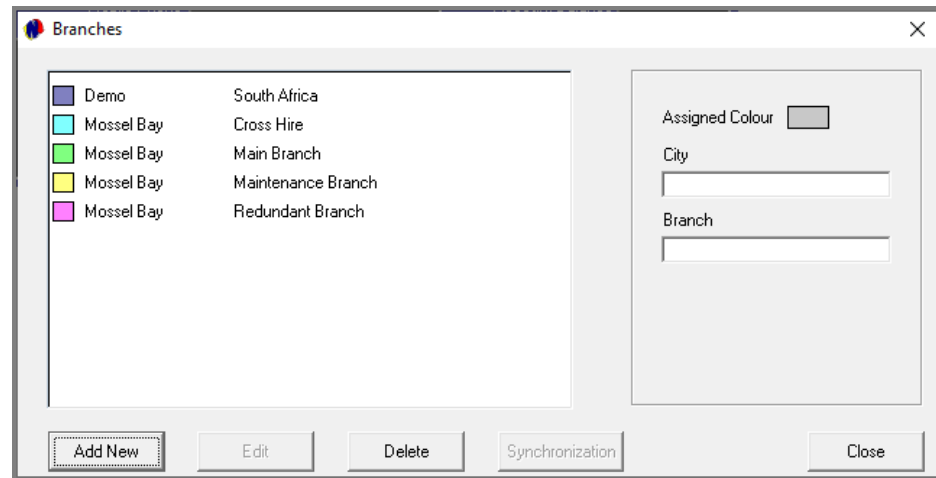 Branches
Demo South Africa
Mossel Bay Cross Hire
Mossel Bay Main Branch
Mossel Bay Maintenance Branch
Mossel Bay Redundant Branch
Assigned Colour
City
Branch
Add New Edit Delete Synchronization Close